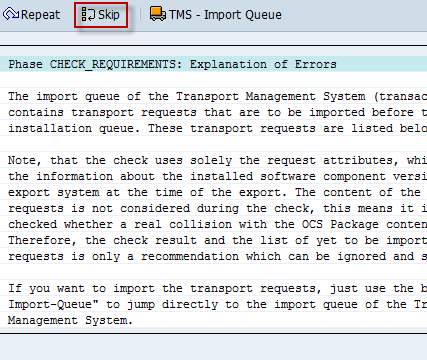 Repeat Skip TMS - Import Queue
Phase CHECK_REQUIREMENTS: Explanation of Errors
The import queue of the Transport Management System (transac
contains transport requests that are to be imported before t
installation queue. These transport requests are listed belo
Note, that the check uses solely the request attributes, whi
the information about the installed software component versi
export system at the time of the export. The content of the
requests is not considered during the check, this means it i
checked whether a real collision with the OCS Package conten
Therefore, the check result and the list of yet to be import
requests is only a recommendation which can be ignored and s
If you want to import the transport requests, just use the b
Import-Queue" to jump directly to the import queue of the Tr
Management System.